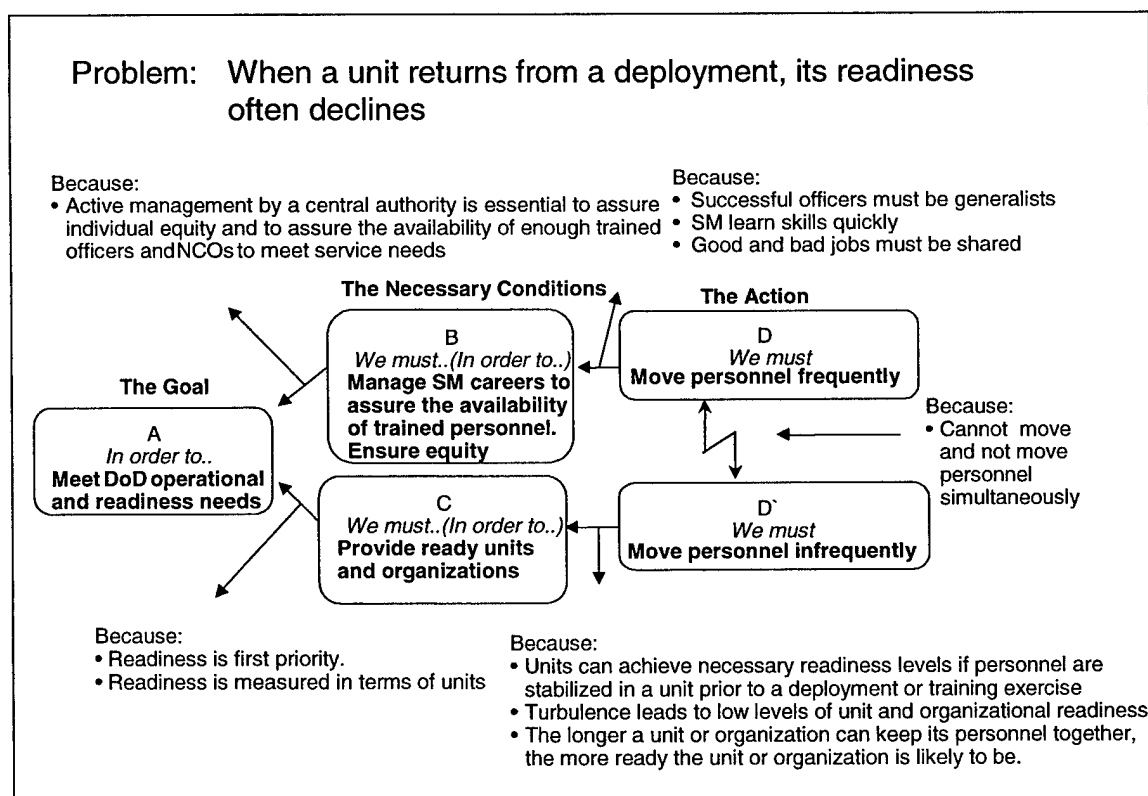 Problem: When a unit returns from a deployment, its readiness
often declines
Because:
• Active management by a central authority is essential to assure
individual equity and to assure the availability of enough trained
officers and NCOs to meet service needs
Because:
• Successful officers must be generalists
• SM learn skills quickly
• Good and bad jobs must be shared
The Necessary Conditions
The Action
B
We must..(In order to..)
Manage SM careers to
assure the availability
of trained personnel.
Ensure equity
D
We must
Move personnel frequently
The Goal
A
In order to..
Meet DoD operational
and readiness needs
Because:
• Cannot move
and not move
personnel
simultaneously
C
We must..(In order to..)
Provide ready units
and organizations
D`
We must
Move personnel infrequently
Because:
• Readiness is first priority.
• Readiness is measured in terms of units
Because:
• Units can achieve necessary readiness levels if personnel are
stabilized in a unit prior to a deployment or training exercise
• Turbulence leads to low levels of unit and organizational readiness
• The longer a unit or organization can keep its personnel together,
the more ready the unit or organization is likely to be.